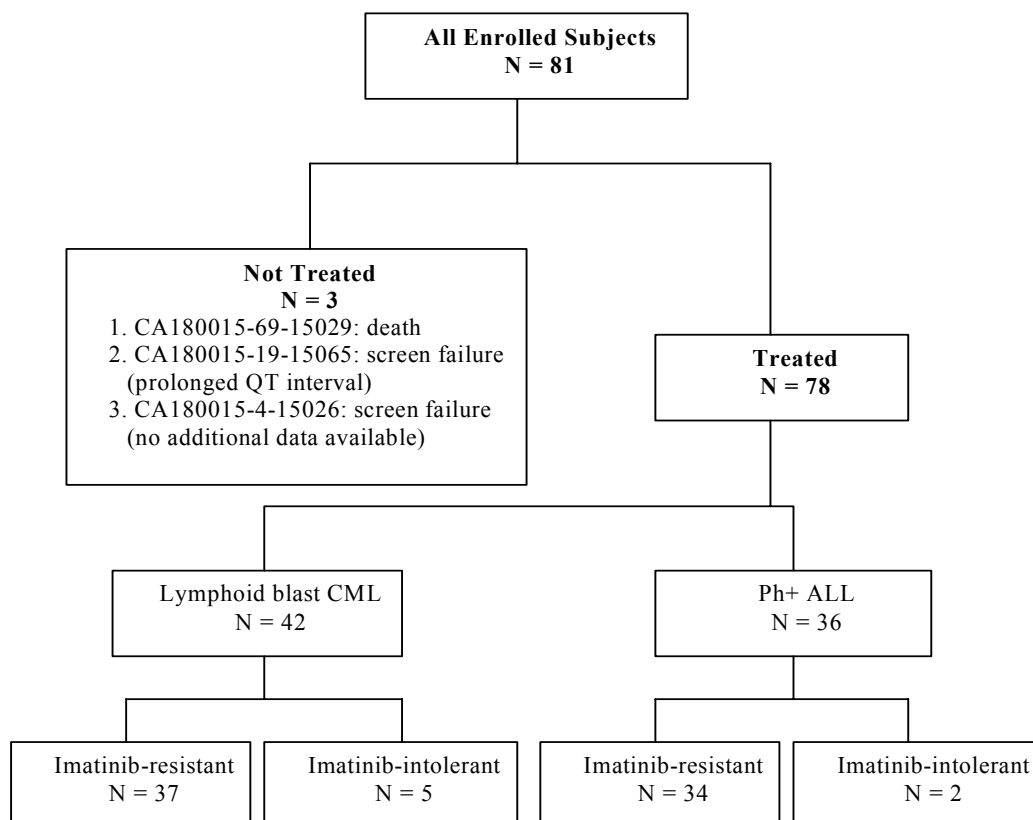 All Enrolled Subjects
N = 81
Not Treated
N = 3
1. CA180015-69-15029: death
2. CA180015-19-15065: screen failure
(prolonged QT interval)
3. CA180015-4-15026: screen failure
(no additional data available)
Treated
N = 78
Lymphoid blast CML
N = 42
Ph+ ALL
N = 36
Imatinib-resistant
N = 37
Imatinib-intolerant
N = 5
Imatinib-resistant
N = 34
Imatinib-intolerant
N = 2